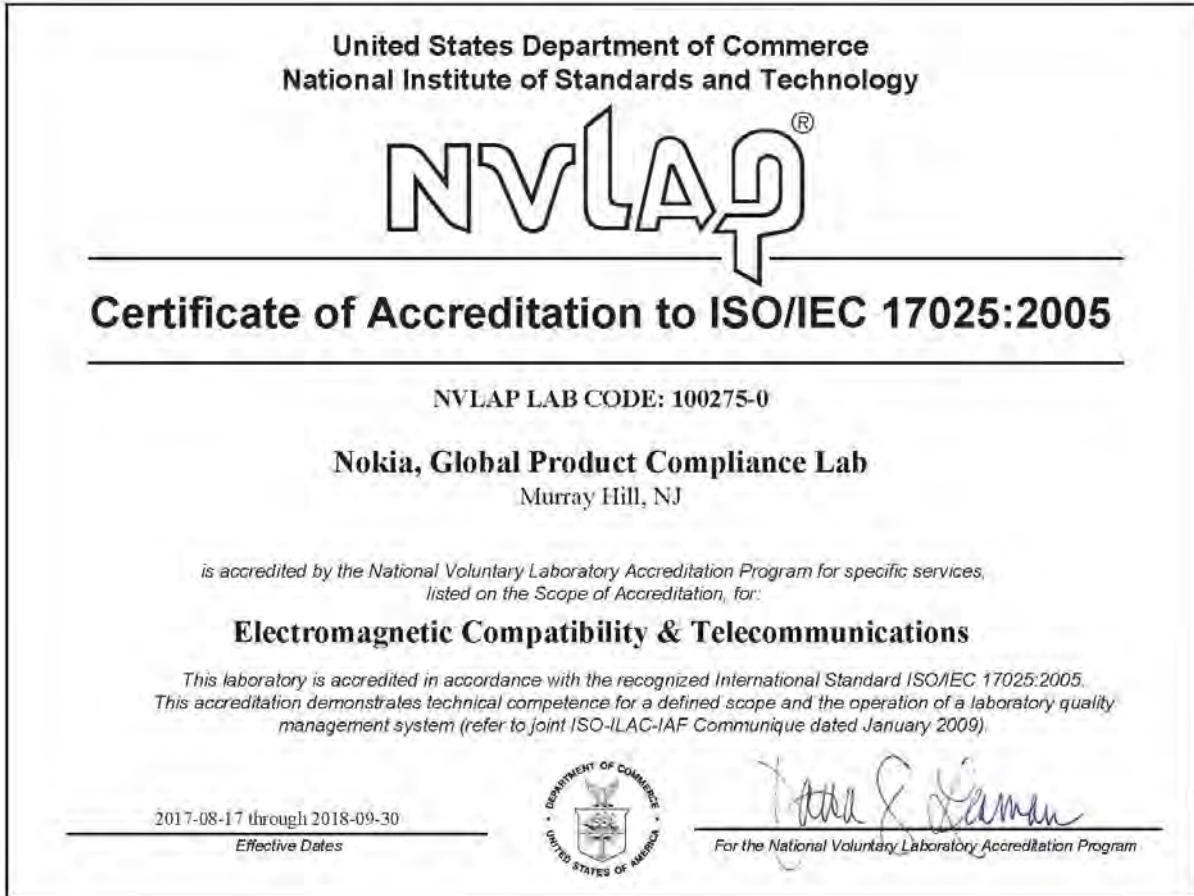 United States Department of Commerce
National Institute of Standards and Technology
NVLAP®
Certificate of Accreditation to ISO/IEC 17025:2005
NVLAP LAB CODE: 100275-0
Nokia, Global Product Compliance Lab
Murray Hill, NJ
is accredited by the National Voluntary Laboratory Accreditation Program for specific services,
listed on the Scope of Accreditation, for:
Electromagnetic Compatibility & Telecommunications
This laboratory is accredited in accordance with the recognized International Standard ISO/IEC 17025:2005.
This accreditation demonstrates technical competence for a defined scope and the operation of a laboratory quality
management system (refer to joint ISO-ILAC-IAF Communique dated January 2009).
2017-08-17 through 2018-09-30
Effective Dates
DEPARTMENT OF COMMERCE
UNITED STATES OF AMERICA
For the National Voluntary Laboratory Accreditation Program